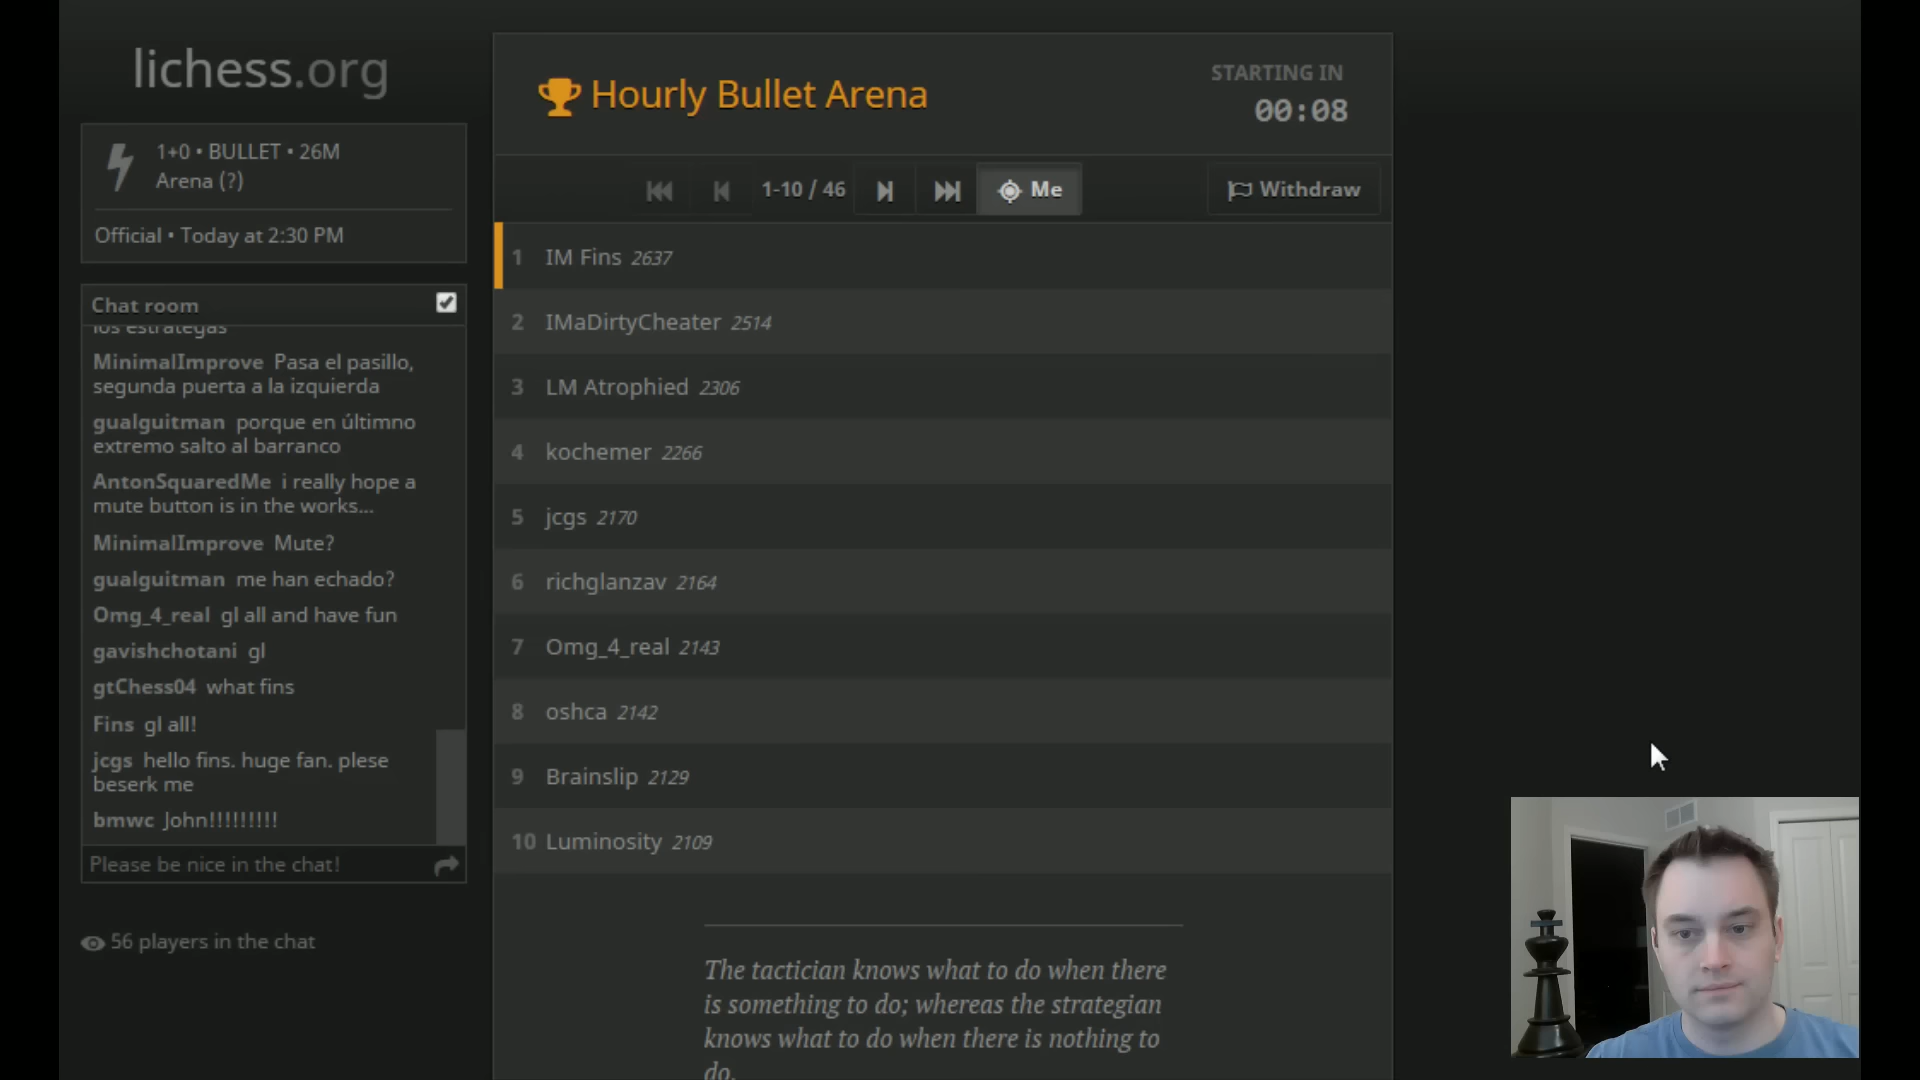 lichess.org
1+0 • BULLET • 26M
Arena (?)
Official • Today at 2:30 PM
Chat room
los estrategas
MinimalImprove Pasa el pasillo,
segunda puerta a la izquierda
gualguitman porque en últimno
extremo salto al barranco
AntonSquaredMe i really hope a
mute button is in the works...
MinimalImprove Mute?
gualguitman me han echado?
Omg_4_real gl all and have fun
gavishchotani gl
gtChess04 what fins
Fins gl all!
jcgs hello fins. huge fan. plese
beserk me
bmwc John!!!!!!!!!
Please be nice in the chat!
56 players in the chat
Hourly Bullet Arena
STARTING IN
00:08
1-10 / 46
Me
Withdraw
1 IM Fins 2637
2 IMaDirtyCheater 2514
3 LM Atrophied 2306
4 kochemer 2266
5 jcgs 2170
6 richglanzav 2164
7 Omg_4_real 2143
8 oshca 2142
9 Brainslip 2129
10 Luminosity 2109
The tactician knows what to do when there
is something to do; whereas the strategian
knows what to do when there is nothing to
do.